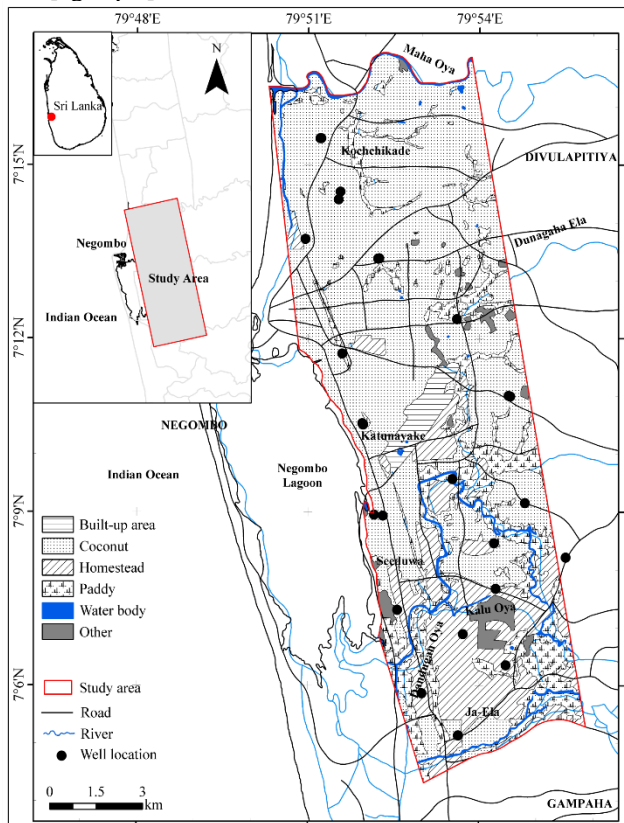 79°48'E 79°51'E 79°54'E
N
Sri Lanka
Negombo
Study Area
Indian Ocean
Maha Oya
Kochchikade
DIVULAPITIYA
Dunagaha Ela
7°15'N
7°12'N
NEGOMBO
Katunayake
Indian Ocean
Negombo
Lagoon
7°9'N
Seeduwa
Kalu Oya
Dandugan Oya
7°6'N
Ja-Ela
GAMPAHA
Built-up area
Coconut
Homestead
Paddy
Water body
Other
Study area
Road
River
Well location
0 1.5 3
km